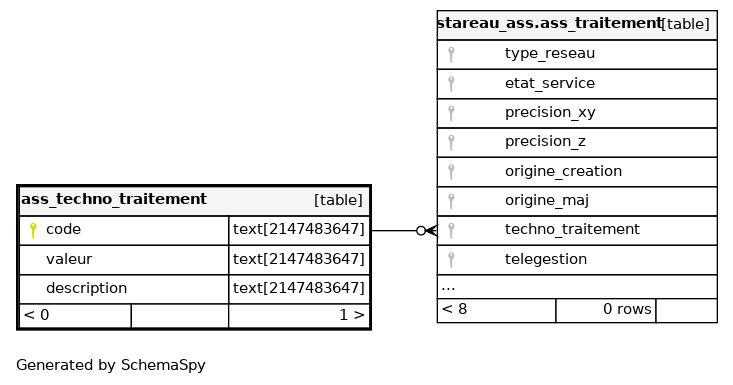 stareau_ass.ass_traitement [table]
type_reseau
etat_service
precision_xy
precision_z
origine_creation
origine_maj
techno_traitement
telegestion
...
< 8 0 rows
ass_techno_traitement [table]
code text[2147483647]
valeur text[2147483647]
description text[2147483647]
< 0 1 >
Generated by SchemaSpy